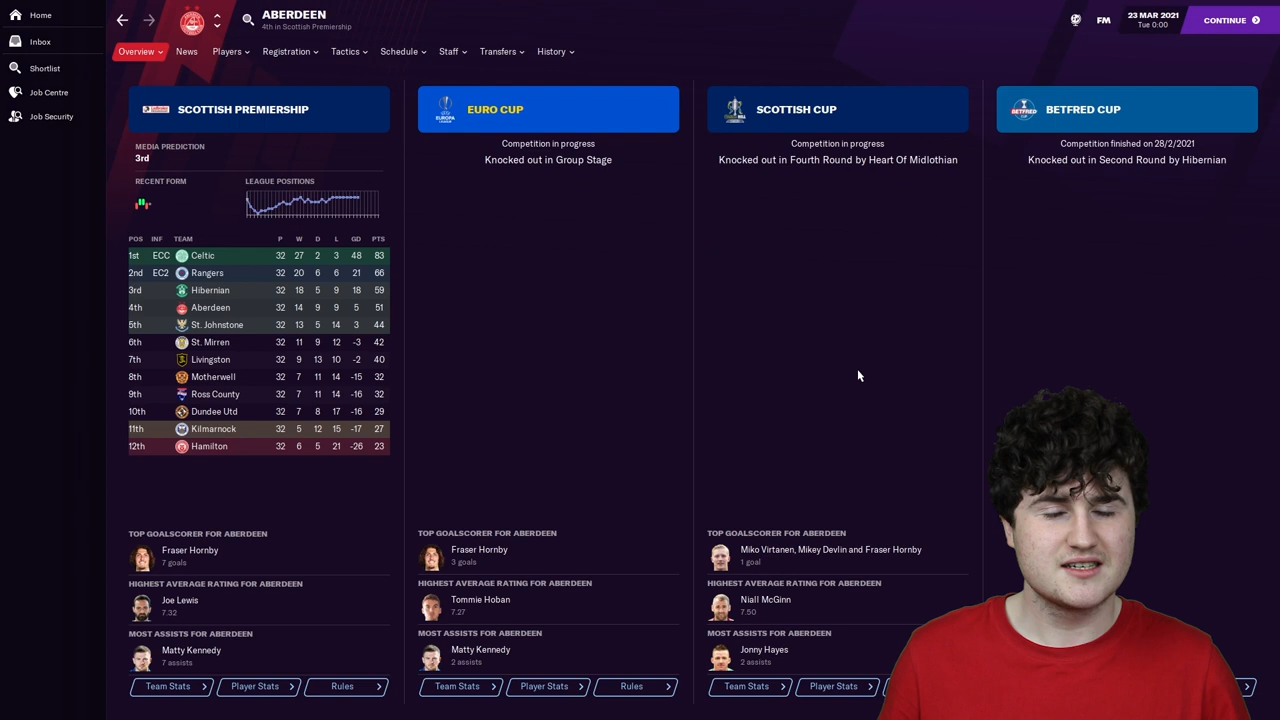 Home
Inbox
Shortlist
Job Centre
Job Security
ABERDEEN
4th in Scottish Premiership
FM
23 MAR 2021
Tue 0:00
CONTINUE
Overview
News
Players
Registration
Tactics
Schedule
Staff
Transfers
History
SCOTTISH PREMIERSHIP
MEDIA PREDICTION
3rd
RECENT FORM
LEAGUE POSITIONS
POS INF TEAM P W D L GD PTS
1st ECC Celtic 32 27 2 3 48 83
2nd EC2 Rangers 32 20 6 6 21 66
3rd Hibernian 32 18 5 9 18 59
4th Aberdeen 32 14 9 9 5 51
5th St. Johnstone 32 13 5 14 3 44
6th St. Mirren 32 11 9 12 -3 42
7th Livingston 32 9 13 10 -2 40
8th Motherwell 32 7 11 14 -15 32
9th Ross County 32 7 11 14 -16 32
10th Dundee Utd 32 7 8 17 -16 29
11th Kilmarnock 32 5 12 15 -17 27
12th Hamilton 32 6 5 21 -26 23
TOP GOALSCORER FOR ABERDEEN
Fraser Hornby
7 goals
HIGHEST AVERAGE RATING FOR ABERDEEN
Joe Lewis
7.32
MOST ASSISTS FOR ABERDEEN
Matty Kennedy
7 assists
Team Stats
Player Stats
Rules
EURO CUP
Competition in progress
Knocked out in Group Stage
TOP GOALSCORER FOR ABERDEEN
Fraser Hornby
3 goals
HIGHEST AVERAGE RATING FOR ABERDEEN
Tommie Hoban
7.27
MOST ASSISTS FOR ABERDEEN
Matty Kennedy
2 assists
Team Stats
Player Stats
Rules
SCOTTISH CUP
Competition in progress
Knocked out in Fourth Round by Heart Of Midlothian
TOP GOALSCORER FOR ABERDEEN
Miko Virtanen, Mikey Devlin and Fraser Hornby
1 goal
HIGHEST AVERAGE RATING FOR ABERDEEN
Niall McGinn
7.50
MOST ASSISTS FOR ABERDEEN
Jonny Hayes
2 assists
Team Stats
Player Stats
BETFRED CUP
Competition finished on 28/2/2021
Knocked out in Second Round by Hibernian